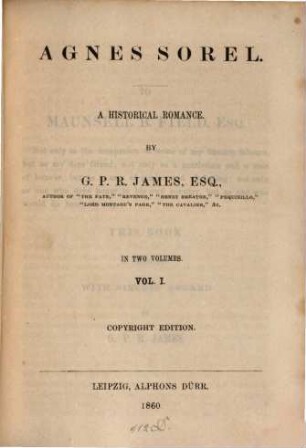 AGNES SOREL.
A HISTORICAL ROMANCE.
BY
G. P. R. JAMES, ESQ.,
AUTHOR OF "THE FATE," "REVENGE," "HENRY SMEATON," "PEQUINILLO,"
"LORD MONTAGU'S PAGE," "THE CAVALIER," &c.
IN TWO VOLUMES.
VOL. I.
COPYRIGHT EDITION.
LEIPZIG, ALPHONS DÜRR.
1860